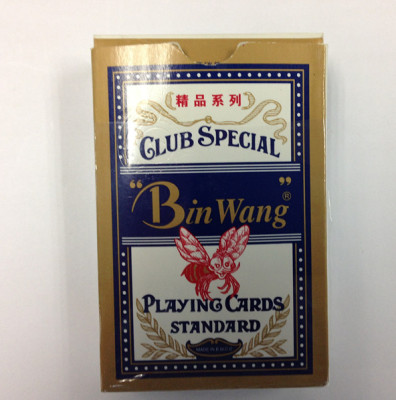 精品系列
CLUB SPECIAL
"Bin Wang"®
PLAYING CARDS
STANDARD